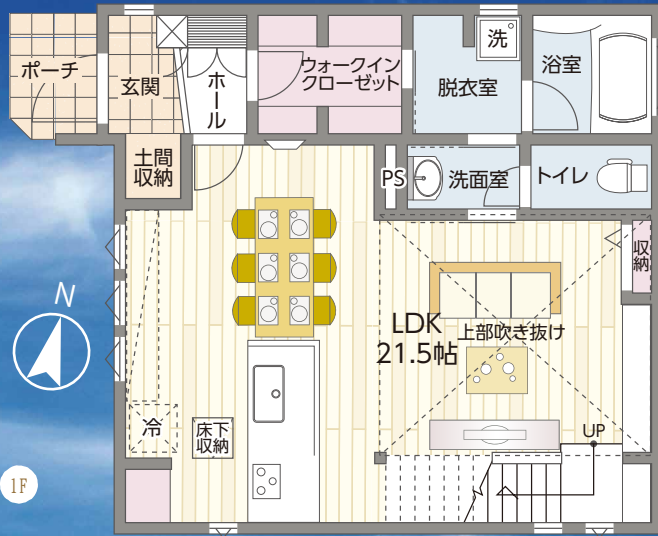 ポーチ
玄関
ホール
ウォークイン
クローゼット
脱衣室
洗
浴室
土間
収納
PS
洗面室
トイレ
収納
N
LDK
21.5帖
上部吹き抜け
冷
床下
収納
UP
1F